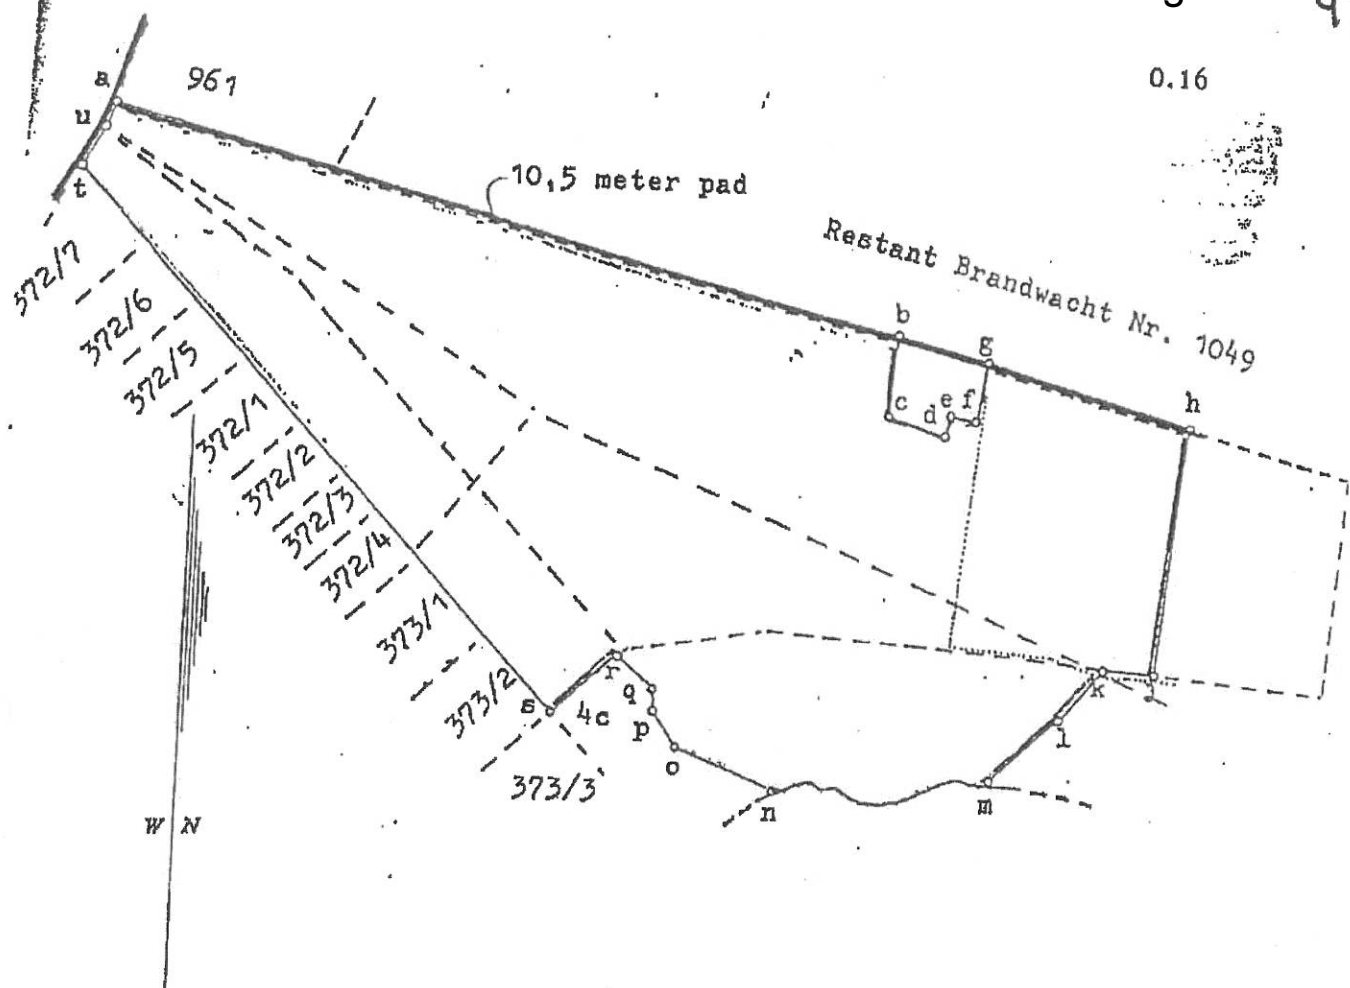 0.16
a
961
u
t
10,5 meter pad
Restant Brandwacht Nr. 1049
372/7
372/6
372/5
372/1
372/2
372/3
372/4
373/1
373/2
373/3
b
g
c
d
e
f
h
k
l
m
n
o
p
q
r
s
4c
W N